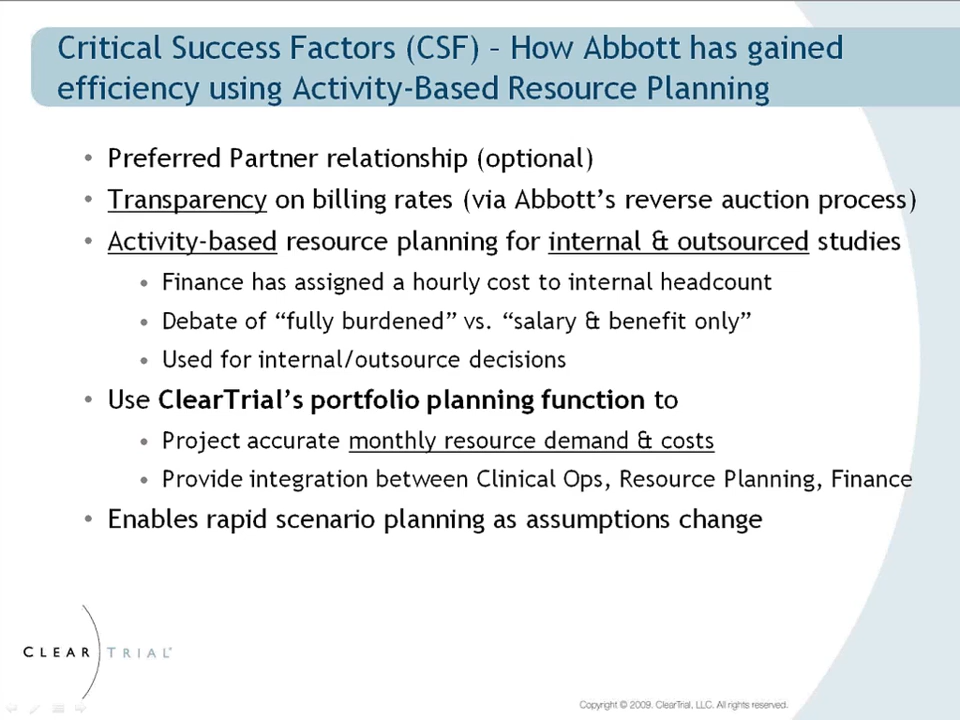 Critical Success Factors (CSF) – How Abbott has gained
efficiency using Activity-Based Resource Planning
• Preferred Partner relationship (optional)
• Transparency on billing rates (via Abbott’s reverse auction process)
• Activity-based resource planning for internal & outsourced studies
• Finance has assigned a hourly cost to internal headcount
• Debate of “fully burdened” vs. “salary & benefit only”
• Used for internal/outsource decisions
• Use ClearTrial’s portfolio planning function to
• Project accurate monthly resource demand & costs
• Provide integration between Clinical Ops, Resource Planning, Finance
• Enables rapid scenario planning as assumptions change
CLEAR TRIAL
Copyright © 2009. ClearTrial, LLC. All rights reserved.